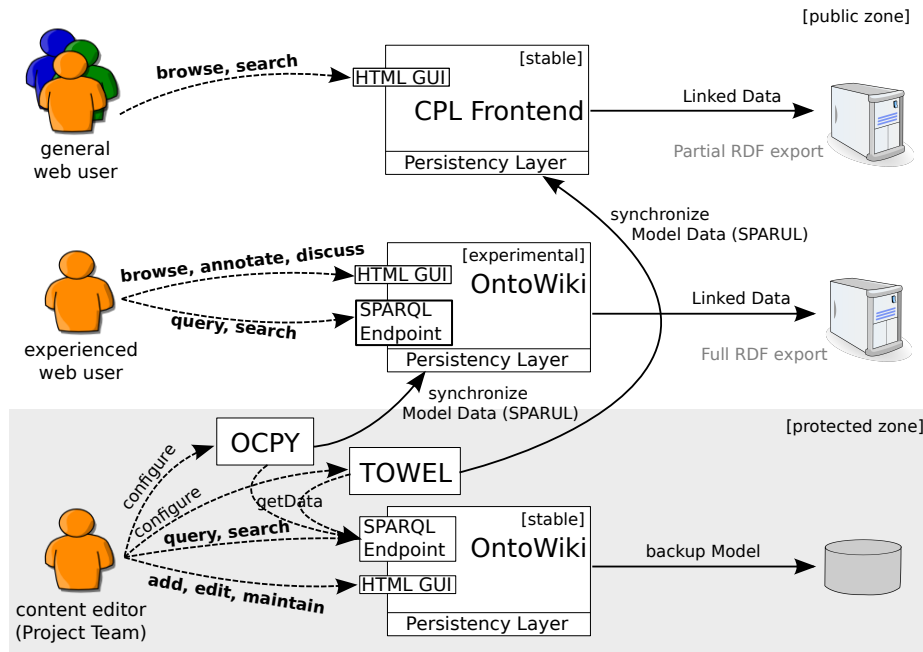 [public zone]
browse, search
HTML GUI
[stable]
CPL Frontend
Persistency Layer
Linked Data
Partial RDF export
general
web user
synchronize
Model Data (SPARUL)
browse, annotate, discuss
HTML GUI
[experimental]
OntoWiki
query, search
SPARQL
Endpoint
Persistency Layer
Linked Data
Full RDF export
experienced
web user
synchronize
Model Data (SPARUL)
[protected zone]
configure
OCPY
configure
TOWEL
getData
query, search
SPARQL
Endpoint
[stable]
OntoWiki
backup Model
add, edit, maintain
HTML GUI
Persistency Layer
content editor
(Project Team)